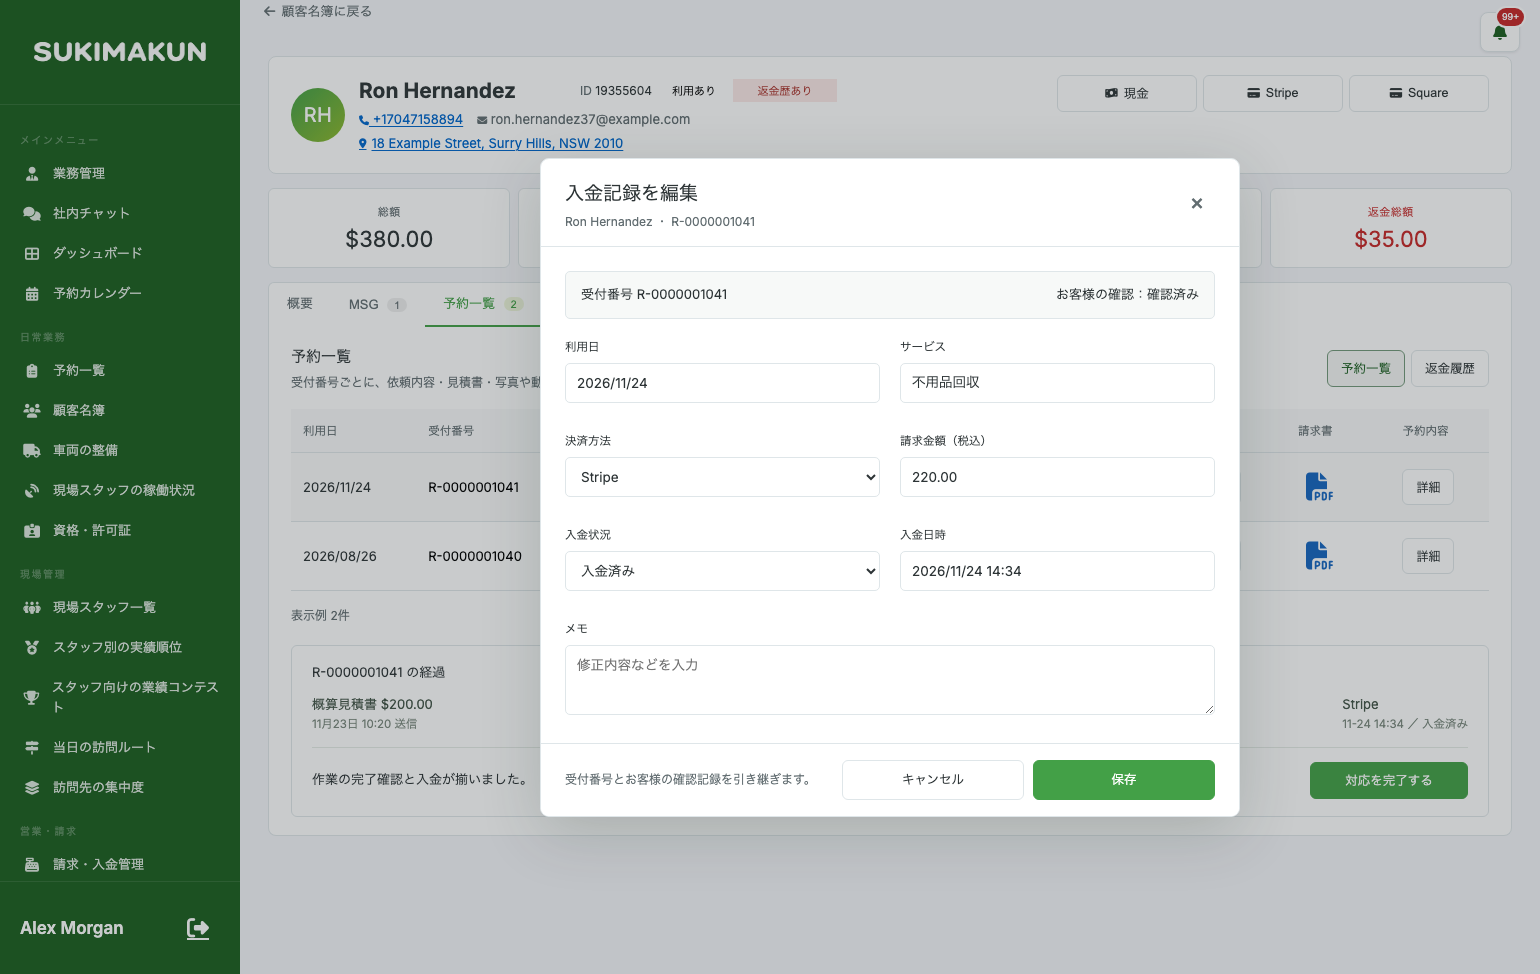 SUKIMAKUN
メインメニュー
業務管理
社内チャット
ダッシュボード
予約カレンダー
日常業務
予約一覧
顧客名簿
車両の整備
現場スタッフの稼働状況
資格・許可証
現場管理
現場スタッフ一覧
スタッフ別の実績順位
スタッフ向けの業績コンテス
ト
当日の訪問ルート
訪問先の集中度
営業・請求
請求・入金管理
Alex Morgan
← 顧客名簿に戻る
99+
RH
Ron Hernandez
ID 19355604 利用あり 返金歴あり
+17047158894 ron.hernandez37@example.com
18 Example Street, Surry Hills, NSW 2010
現金 Stripe Square
総額
$380.00
返金総額
$35.00
概要 MSG 1 予約一覧 2
予約一覧
受付番号ごとに、依頼内容・見積書・写真や動
予約一覧 返金履歴
利用日 受付番号 請求書 予約内容
2026/11/24 R-0000001041 PDF 詳細
2026/08/26 R-0000001040 PDF 詳細
表示例 2件
R-0000001041 の経過
概算見積書 $200.00
11月23日 10:20 送信
Stripe
11-24 14:34 ／ 入金済み
作業の完了確認と入金が揃いました。
対応を完了する
入金記録を編集
Ron Hernandez ・ R-0000001041
×
受付番号 R-0000001041 お客様の確認：確認済み
利用日 サービス
2026/11/24 不用品回収
決済方法 請求金額（税込）
Stripe 220.00
入金状況 入金日時
入金済み 2026/11/24 14:34
メモ
修正内容などを入力
受付番号とお客様の確認記録を引き継ぎます。
キャンセル 保存